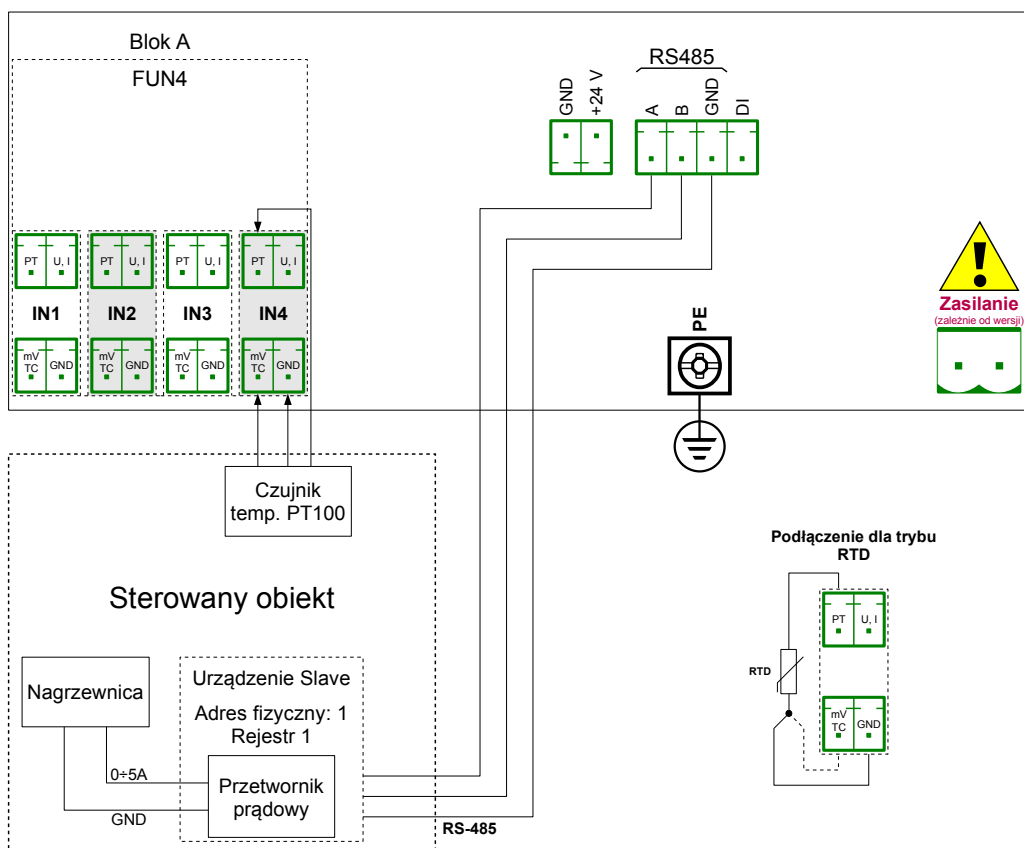 Blok A
FUN4
RS485
GND
+24 V
A
B
GND
DI
PT
U, I
PT
U, I
PT
U, I
PT
U, I
IN1
IN2
IN3
IN4
mV
TC
GND
mV
TC
GND
mV
TC
GND
mV
TC
GND
PE
Zasilanie
(zależnie od wersji)
Czujnik
temp. PT100
Sterowany obiekt
Nagrzewnica
0÷5A
GND
Urządzenie Slave
Adres fizyczny: 1
Rejestr 1
Przetwornik
prądowy
RS-485
Podłączenie dla trybu
RTD
PT
U, I
RTD
mV
TC
GND